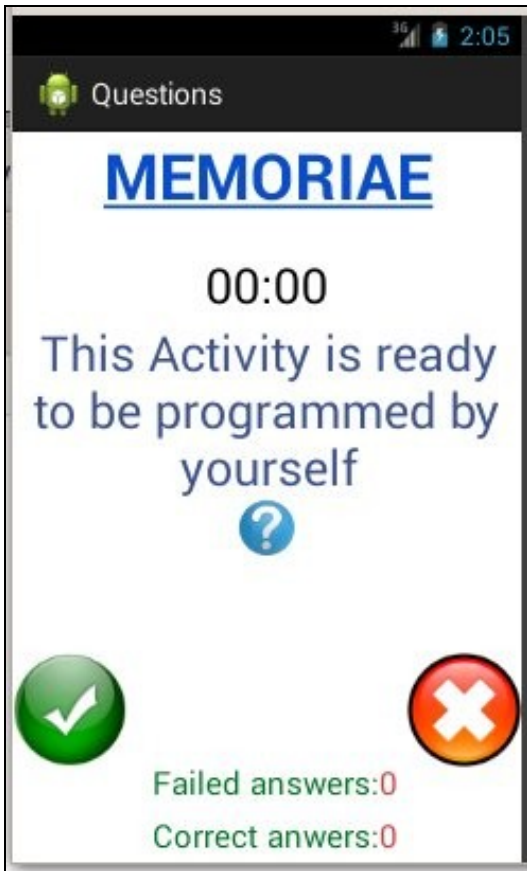 3G 2:05
Questions
MEMORIAE
00:00
This Activity is ready
to be programmed by
yourself
?
Failed answers:0
Correct anwers:0